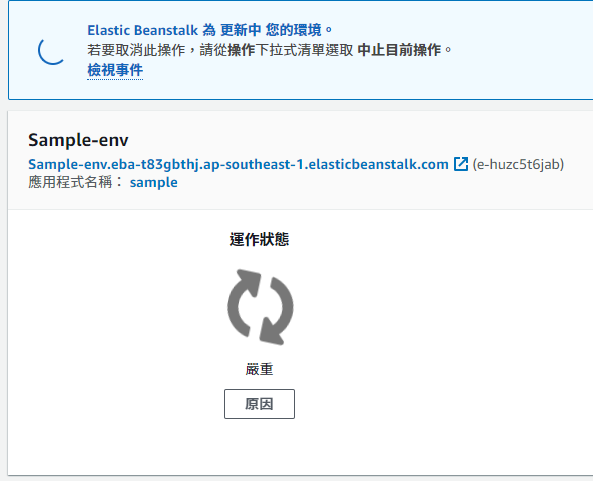 Elastic Beanstalk 為 更新中 您的環境。
若要取消此操作，請從操作下拉式清單選取 中止目前操作。
檢視事件
Sample-env
Sample-env.eba-t83gbthj.ap-southeast-1.elasticbeanstalk.com (e-huzc5t6jab)
應用程式名稱： sample
運作狀態
嚴重
原因